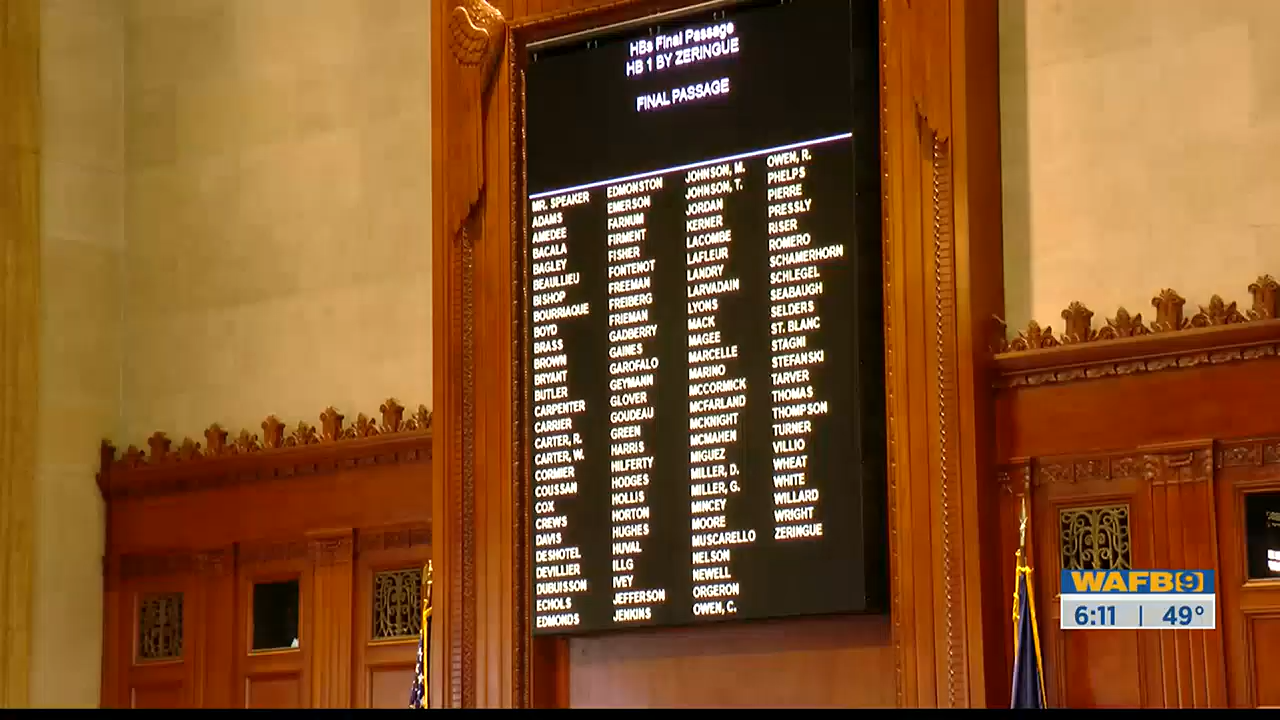 HBs Final Passage
HB 1 BY ZERINGUE
FINAL PASSAGE
MR. SPEAKER
ADAMS
AMEDEE
BACALA
BAGLEY
BEAULLIEU
BISHOP
BOURRIAQUE
BOYD
BRASS
BROWN
BRYANT
BUTLER
CARPENTER
CARRIER
CARTER, R.
CARTER, W.
CORMIER
COUSSAN
COX
CREWS
DAVIS
DESHOTEL
DEVILLIER
DUBUISSON
ECHOLS
EDMONDS
EDMONSTON
EMERSON
FARNUM
FIRMENT
FISHER
FONTENOT
FREEMAN
FREIBERG
FRIEMAN
GADBERRY
GAINES
GAROFALO
GEYMANN
GLOVER
GOUDEAU
GREEN
HARRIS
HILFERTY
HODGES
HOLLIS
HORTON
HUGHES
HUVAL
ILLG
IVEY
JEFFERSON
JENKINS
JOHNSON, M.
JOHNSON, T.
JORDAN
KERNER
LACOMBE
LAFLEUR
LANDRY
LARVADAIN
LYONS
MACK
MAGEE
MARCELLE
MARINO
MCCORMICK
MCFARLAND
MCKNIGHT
MCMAHEN
MIGUEZ
MILLER, D.
MILLER, G.
MINCEY
MOORE
MUSCARELLO
NELSON
NEWELL
ORGERON
OWEN, C.
OWEN, R.
PHELPS
PIERRE
PRESSLY
RISER
ROMERO
SCHAMERHORN
SCHLEGEL
SEABAUGH
SELDERS
ST. BLANC
STAGNI
STEFANSKI
TARVER
THOMAS
THOMPSON
TURNER
VILLIO
WHEAT
WHITE
WILLARD
WRIGHT
ZERINGUE
WAFB 9
6:11 | 49°